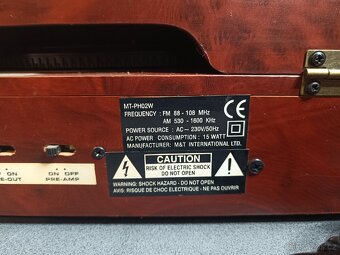 MT-PH02W
FREQUENCY : FM 88 - 108 MHz
AM 530 - 1600 KHz
POWER SOURCE : AC ~ 230V/50Hz
AC POWER CONSUMPTION : 15 WATT
MANUFACTURER: M&T INTERNATIONAL LTD.
CE
ON OFF
E-OUT PRE-AMP
CAUTION
RISK OF ELECTRIC SHOCK
DO NOT OPEN
WARNING: SHOCK HAZARD - DO NOT OPEN
AVIS: RISQUE DE CHOC ELECTRIQUE - NE PAS OUVRIR